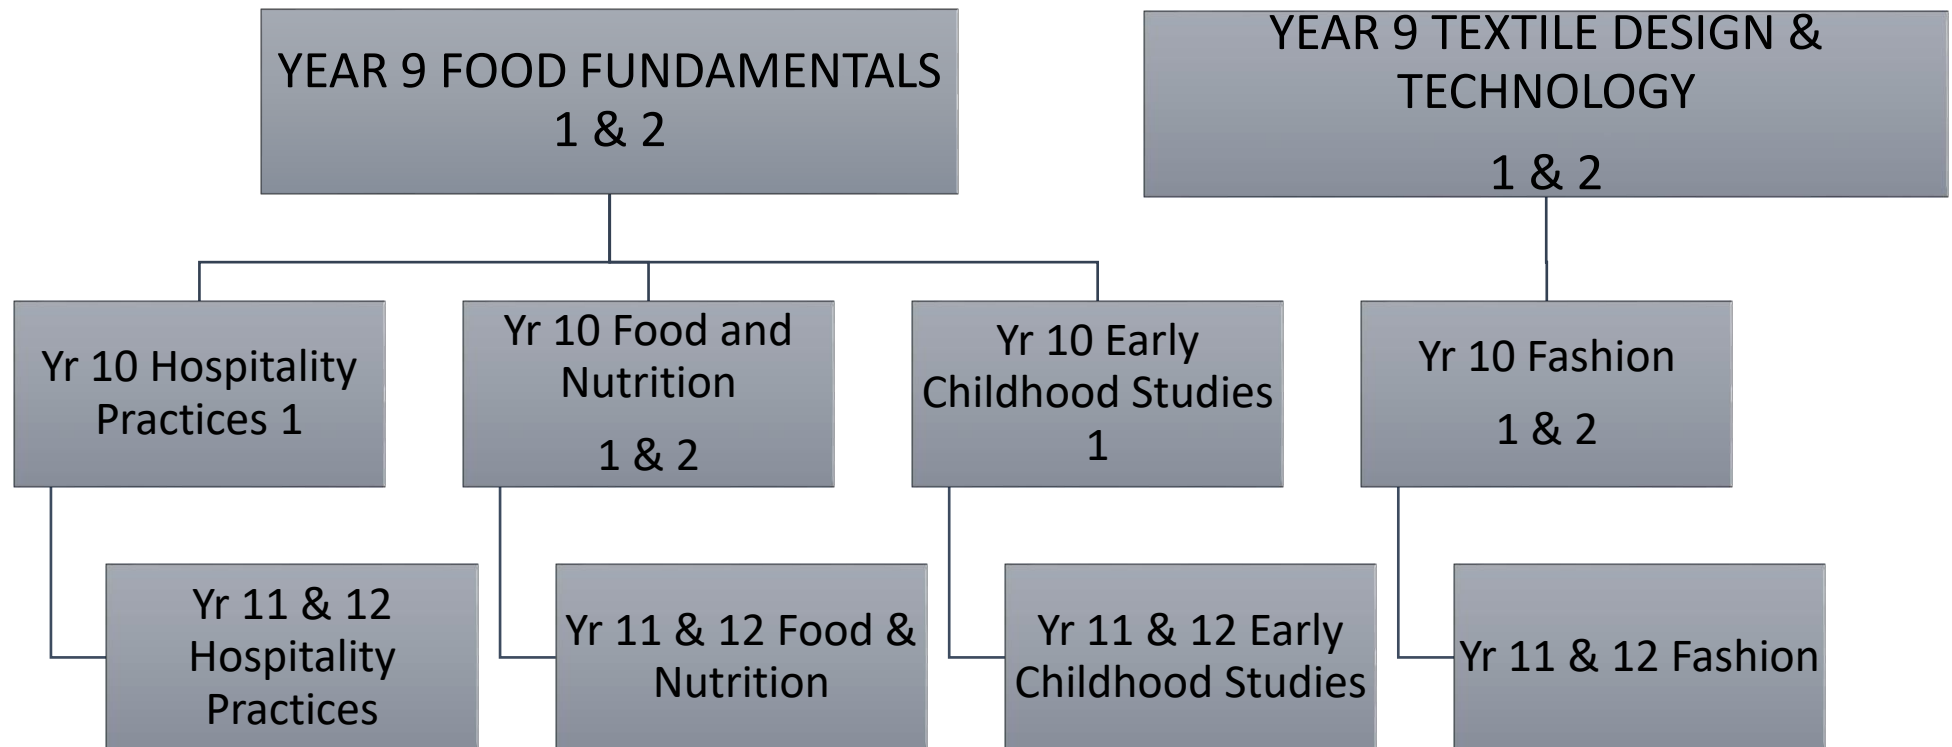 YEAR 9 FOOD FUNDAMENTALS
1 & 2
YEAR 9 TEXTILE DESIGN &
TECHNOLOGY
1 & 2
Yr 10 Hospitality
Practices 1
Yr 10 Food and
Nutrition
1 & 2
Yr 10 Early
Childhood Studies
1
Yr 10 Fashion
1 & 2
Yr 11 & 12
Hospitality
Practices
Yr 11 & 12 Food &
Nutrition
Yr 11 & 12 Early
Childhood Studies
Yr 11 & 12 Fashion